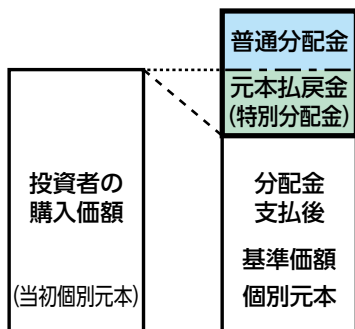 普通分配金
元本払戻金
(特別分配金)
投資者の
購入価額
(当初個別元本)
分配金
支払後
基準価額
個別元本